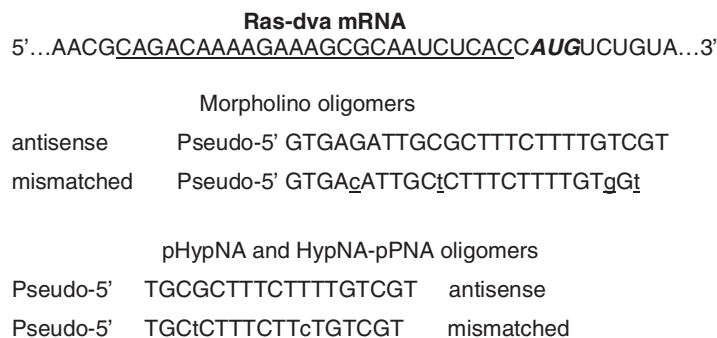 Ras-dva mRNA
5'…AACGCAGACAAAAGAAAGCGCAAUCUCACCAUGUCUGUA…3'
Morpholino oligomers
antisense Pseudo-5' GTGAGATTGCGCTTTCTTTTGTCGT
mismatched Pseudo-5' GTGAcATTGCtCTTTCTTTTGTgGt
pHypNA and HypNA-pPNA oligomers
Pseudo-5' TGCGCTTTCTTTTGTCGT antisense
Pseudo-5' TGCtCTTTCTTcTGTCGT mismatched